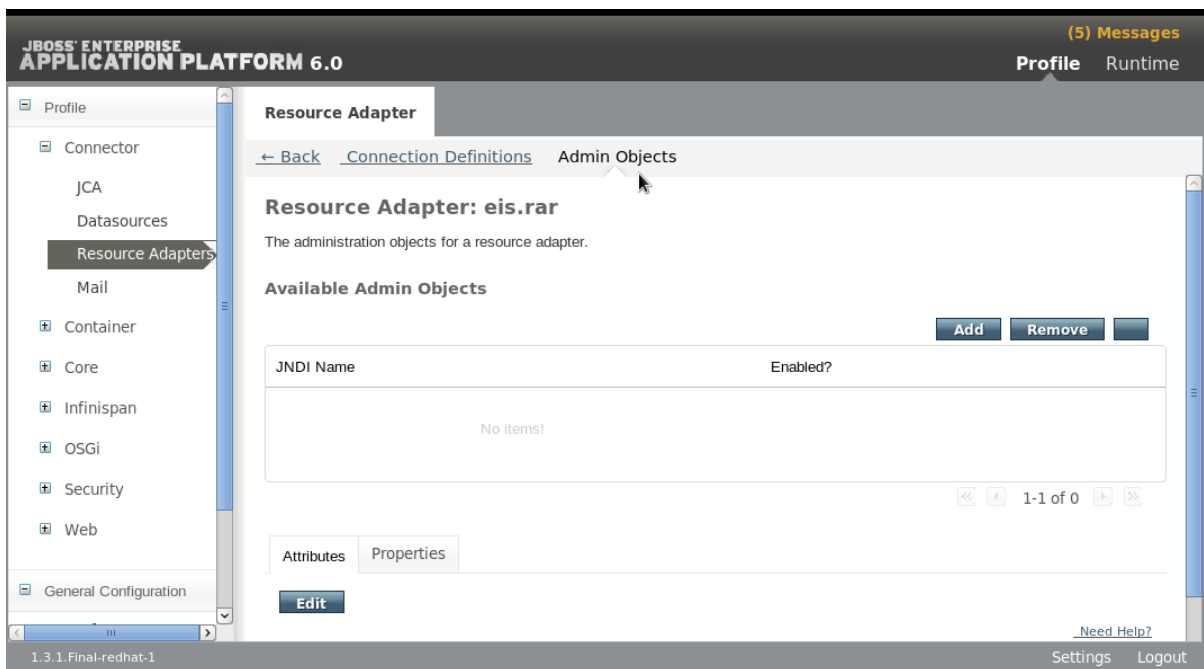 (5) Messages
JBOSS' ENTERPRISE
APPLICATION PLATFORM 6.0
Profile Runtime
Profile
Connector
JCA
Datasources
Resource Adapters
Mail
Container
Core
Infinispan
OSGi
Security
Web
General Configuration
Resource Adapter
← Back Connection Definitions Admin Objects
Resource Adapter: eis.rar
The administration objects for a resource adapter.
Available Admin Objects
Add Remove
JNDI Name Enabled?
No items!
1-1 of 0
Attributes Properties
Edit
Need Help?
1.3.1.Final-redhat-1
Settings Logout